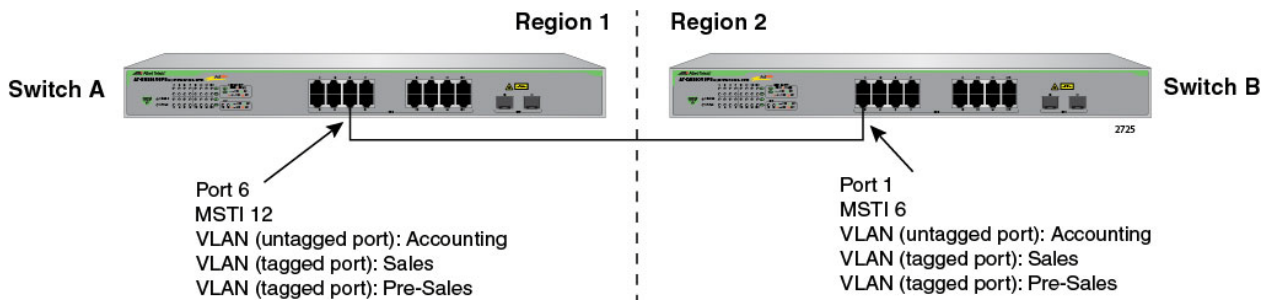 Region 1
Region 2
Switch A
Switch B
2725
Port 6
MSTI 12
VLAN (untagged port): Accounting
VLAN (tagged port): Sales
VLAN (tagged port): Pre-Sales
Port 1
MSTI 6
VLAN (untagged port): Accounting
VLAN (tagged port): Sales
VLAN (tagged port): Pre-Sales